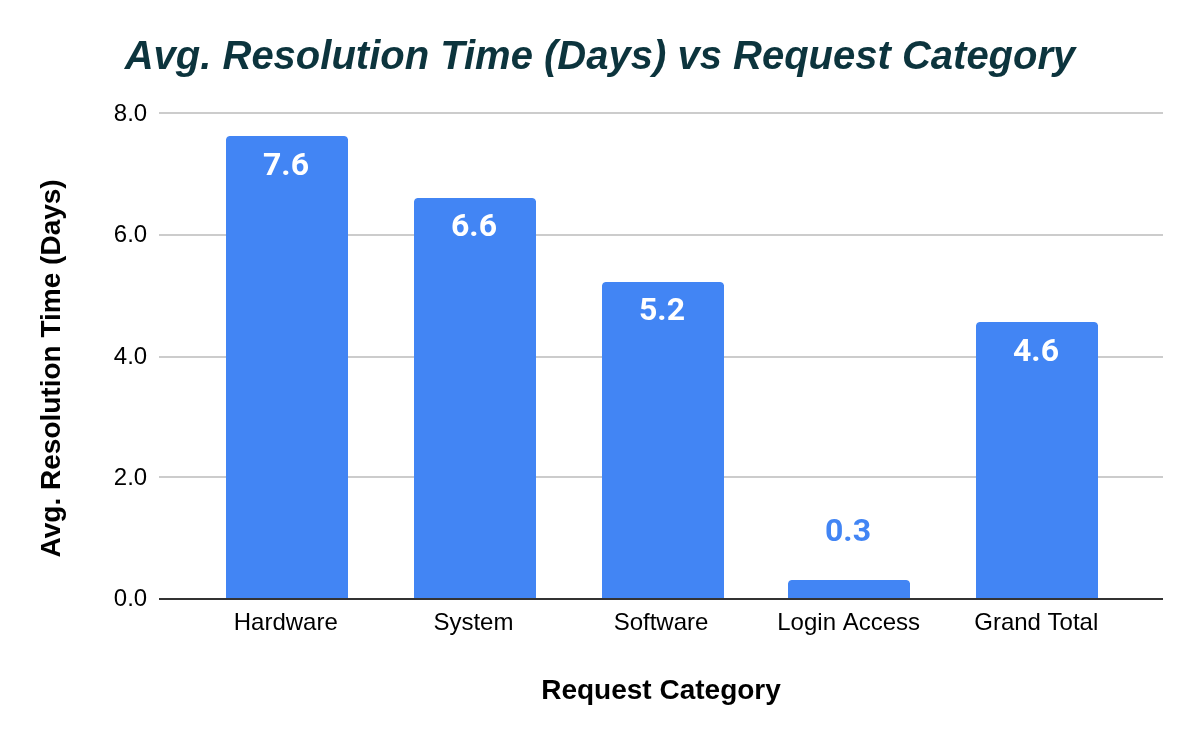 Avg. Resolution Time (Days) vs Request Category
Avg. Resolution Time (Days)
8.0
6.0
4.0
2.0
0.0
7.6
6.6
5.2
0.3
4.6
Hardware
System
Software
Login Access
Grand Total
Request Category